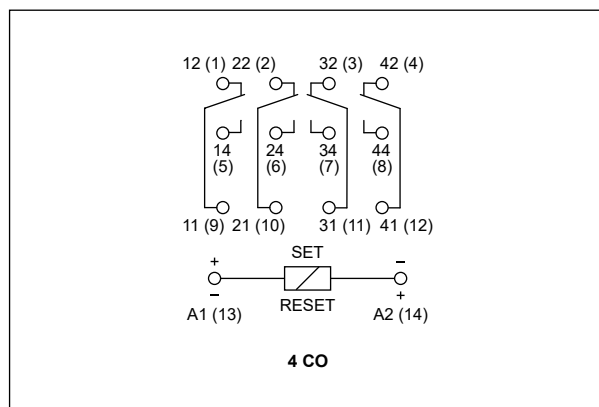 12 (1) 22 (2) 32 (3) 42 (4)
14 24 34 44
(5) (6) (7) (8)
11 (9) 21 (10) 31 (11) 41 (12)
SET
+ −
− +
RESET
A1 (13) A2 (14)
4 CO